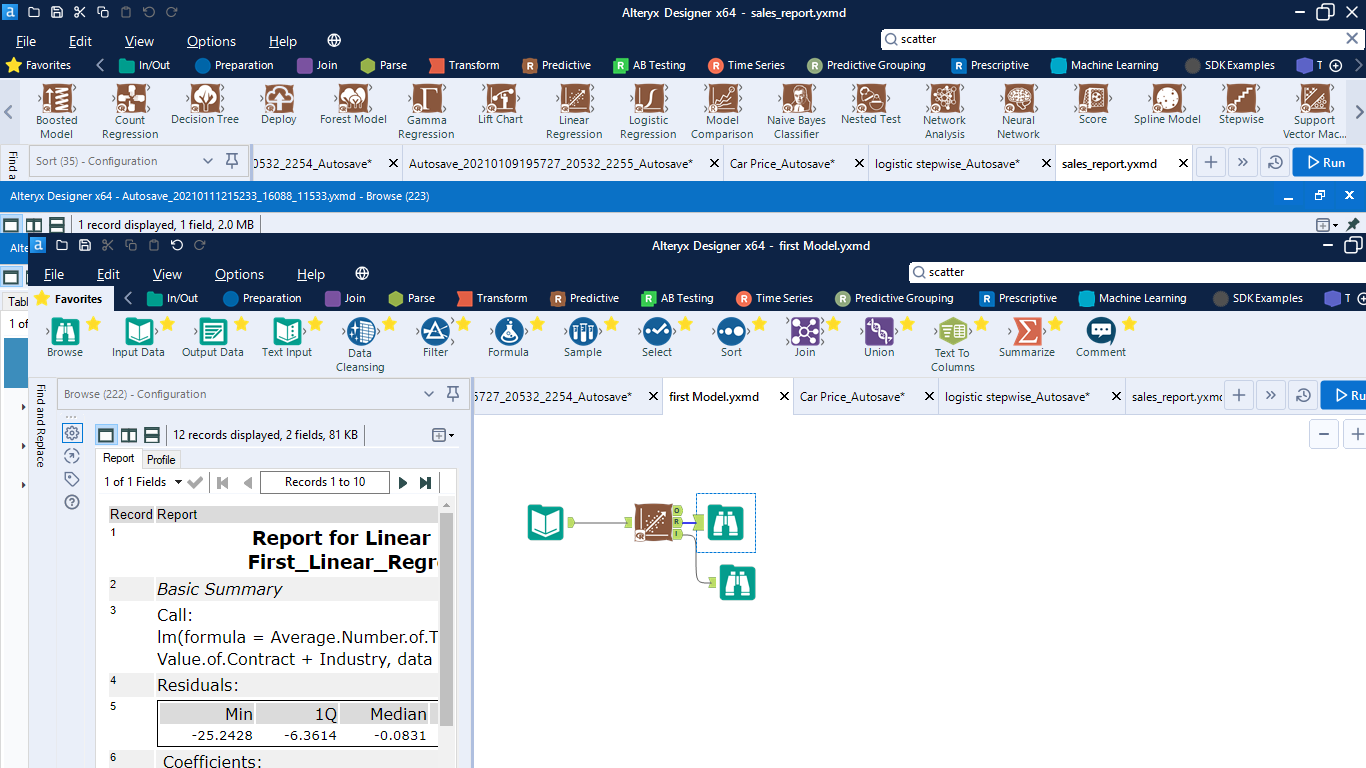 a Alteryx Designer x64 - sales_report.yxmd
File Edit View Options Help scatter
Favorites In/Out Preparation Join Parse Transform Predictive AB Testing Time Series Predictive Grouping Prescriptive Machine Learning SDK Examples T
Boosted Model
Count Regression
Decision Tree
Deploy
Forest Model
Gamma Regression
Lift Chart
Linear Regression
Logistic Regression
Model Comparison
Naive Bayes Classifier
Nested Test
Network Analysis
Neural Network
Score
Spline Model
Stepwise
Support Vector Mac...
Find a
Sort (35) - Configuration
0532_2254_Autosave* Autosave_20210109195727_20532_2255_Autosave* Car Price_Autosave* logistic stepwise_Autosave* sales_report.yxmd Run
Alteryx Designer x64 - Autosave_20210111215233_16088_11533.yxmd - Browse (223)
1 record displayed, 1 field, 2.0 MB
Alte
Tabl
1 of
a Alteryx Designer x64 - first Model.yxmd
File Edit View Options Help scatter
Favorites In/Out Preparation Join Parse Transform Predictive AB Testing Time Series Predictive Grouping Prescriptive Machine Learning SDK Examples T
Browse
Input Data
Output Data
Text Input
Data Cleansing
Filter
Formula
Sample
Select
Sort
Join
Union
Text To Columns
Summarize
Comment
Find and Replace
Browse (222) - Configuration
5727_20532_2254_Autosave* first Model.yxmd Car Price_Autosave* logistic stepwise_Autosave* sales_report.yxmd Ru
12 records displayed, 2 fields, 81 KB
Report Profile
1 of 1 Fields Records 1 to 10
Record Report
1 Report for Linear
First_Linear_Regr
2 Basic Summary
3 Call:
lm(formula = Average.Number.of.T
Value.of.Contract + Industry, data
4 Residuals:
5 Min 1Q Median
-25.2428 -6.3614 -0.0831
6 Coefficients:
O
R
I